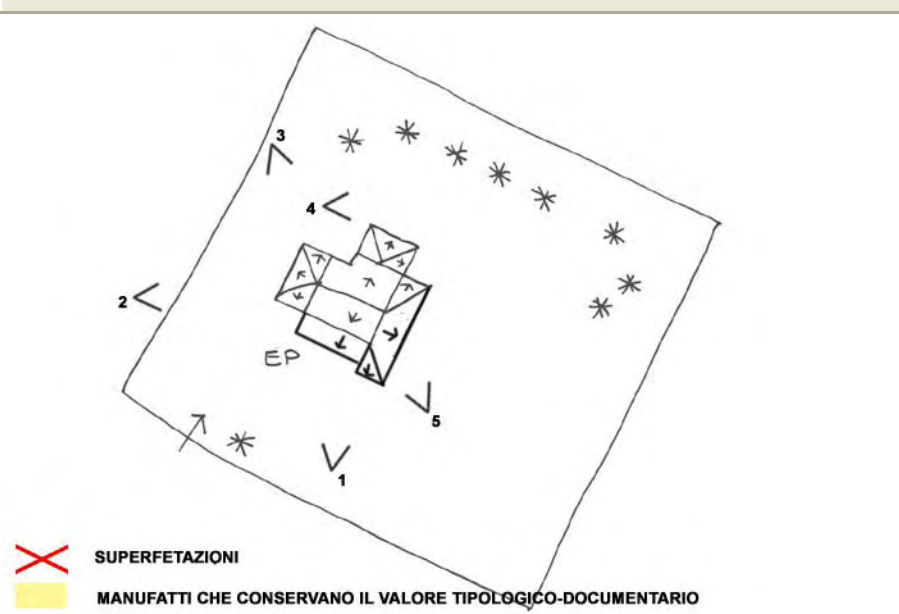 3
4
2
EP
5
1
SUPERFETAZIONI
MANUFATTI CHE CONSERVANO IL VALORE TIPOLOGICO-DOCUMENTARIO